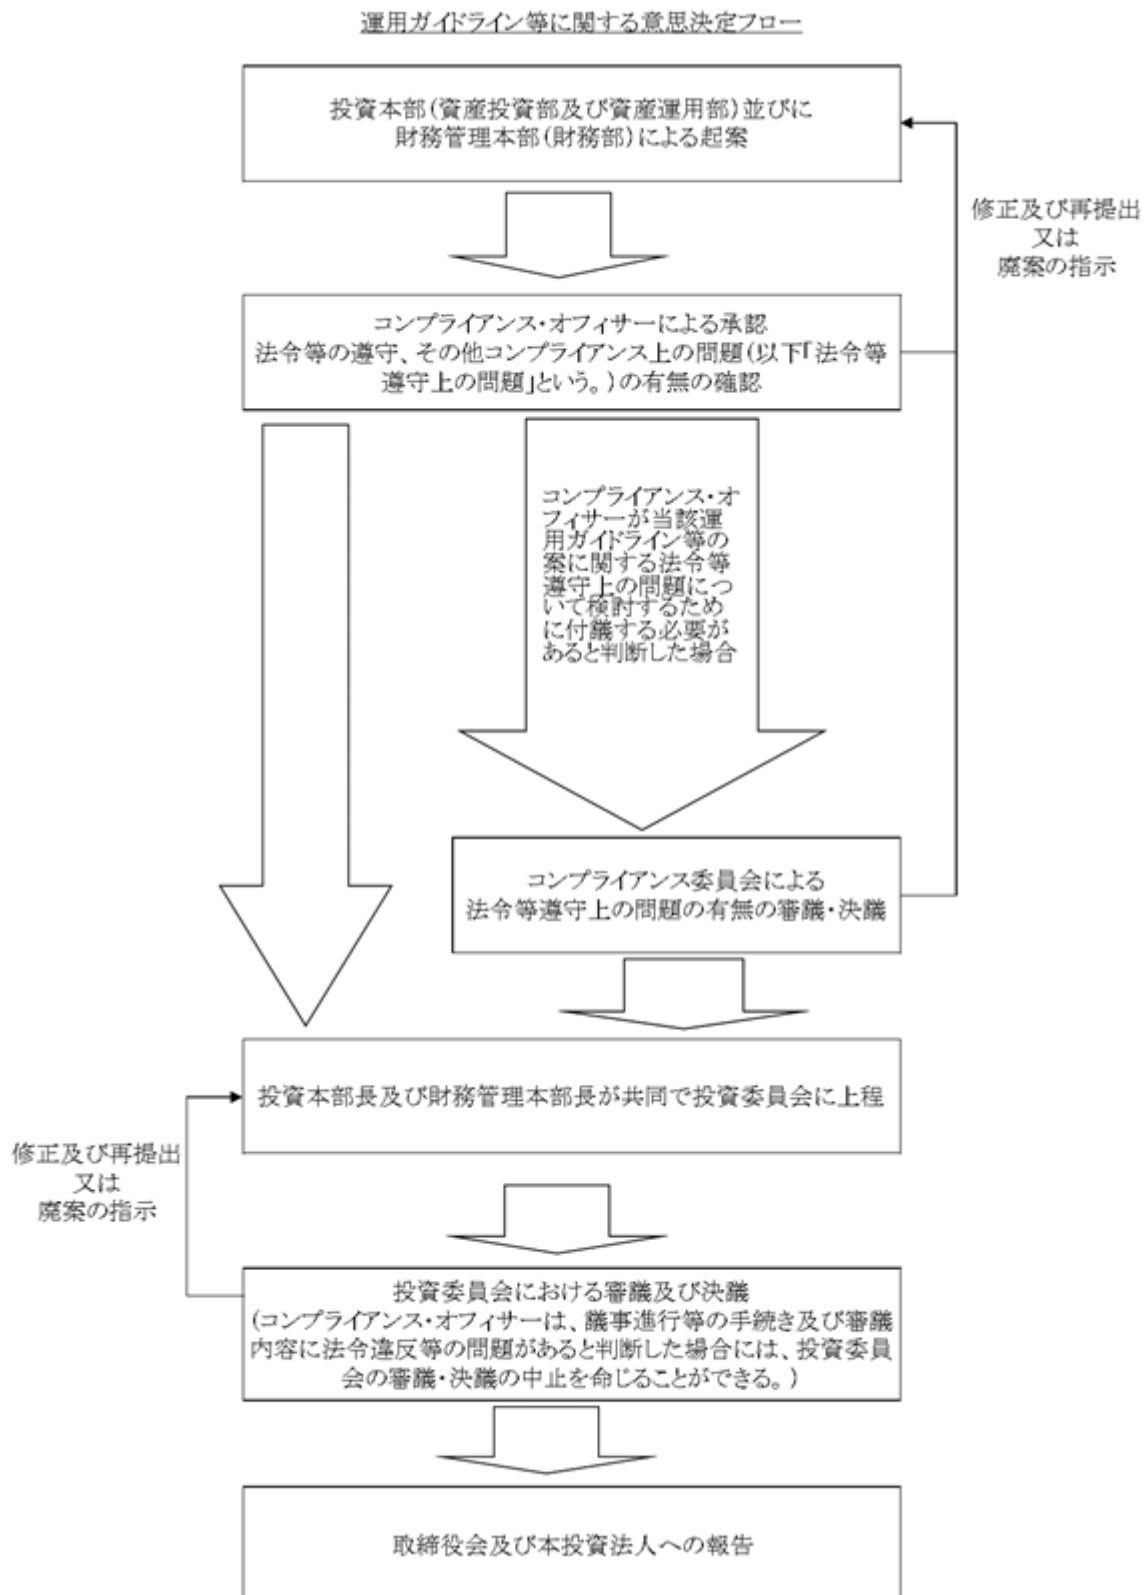 運用ガイドライン等に関する意思決定フロー
投資本部(資産投資部及び資産運用部)並びに
財務管理本部(財務部)による起案
修正及び再提出
又は
廃案の指示
コンプライアンス・オフィサーによる承認
法令等の遵守、その他コンプライアンス上の問題(以下「法令等
遵守上の問題」という。)の有無の確認
コンプライアンス・オ
フィサーが当該運
用ガイドライン等の
案に関する法令等
遵守上の問題につ
いて検討するため
に付議する必要が
あると判断した場合
コンプライアンス委員会による
法令等遵守上の問題の有無の審議・決議
投資本部長及び財務管理本部長が共同で投資委員会に上程
修正及び再提出
又は
廃案の指示
投資委員会における審議及び決議
(コンプライアンス・オフィサーは、議事進行等の手続き及び審議
内容に法令違反等の問題があると判断した場合には、投資委員
会の審議・決議の中止を命じることができる。)
取締役会及び本投資法人への報告